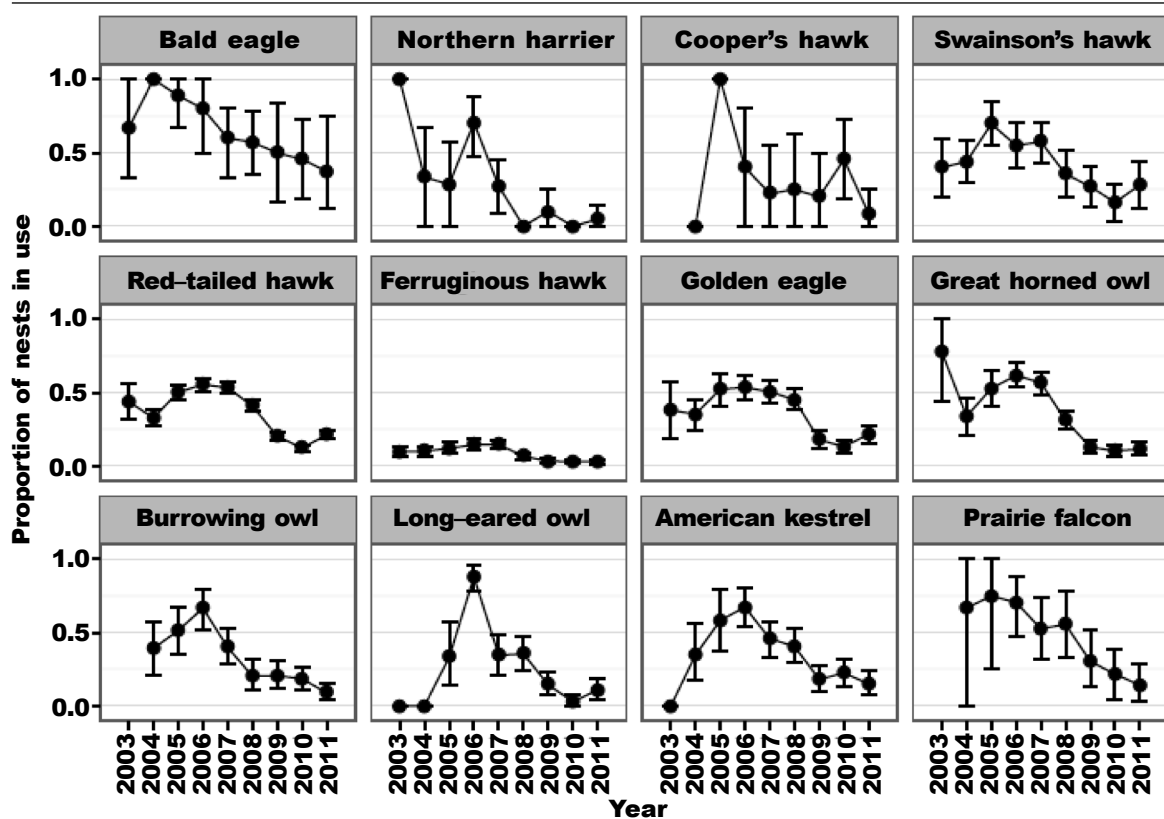 Bald eagle
Northern harrier
Cooper's hawk
Swainson's hawk
1.0
0.5
0.0
Red–tailed hawk
Ferruginous hawk
Golden eagle
Great horned owl
1.0
0.5
0.0
Burrowing owl
Long–eared owl
American kestrel
Prairie falcon
1.0
0.5
0.0
Proportion of nests in use
2003 2004 2005 2006 2007 2008 2009 2010 2011
2003 2004 2005 2006 2007 2008 2009 2010 2011
2003 2004 2005 2006 2007 2008 2009 2010 2011
2003 2004 2005 2006 2007 2008 2009 2010 2011
Year